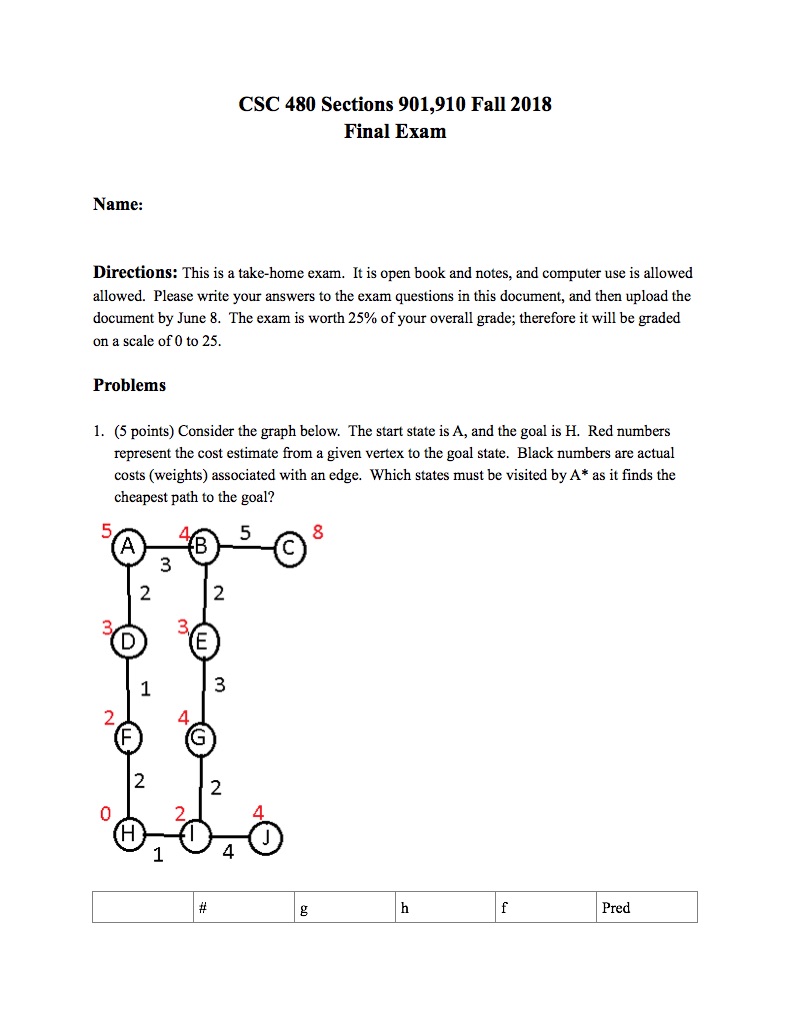 CSC 480 Sections 901,910 Fall 2018
Final Exam
Name:
Directions: This is a take-home exam. It is open book and notes, and computer use is allowed
allowed. Please write your answers to the exam questions in this document, and then upload the
document by June 8. The exam is worth 25% of your overall grade; therefore it will be graded
on a scale of 0 to 25.
Problems
1. (5 points) Consider the graph below. The start state is A, and the goal is H. Red numbers
represent the cost estimate from a given vertex to the goal state. Black numbers are actual
costs (weights) associated with an edge. Which states must be visited by A* as it finds the
cheapest path to the goal?
5 4 5 8
A B C
3
2 2
3 3
D E
1 3
2 4
F G
2 2
0 2 4
H I J
1 4
# g h f Pred